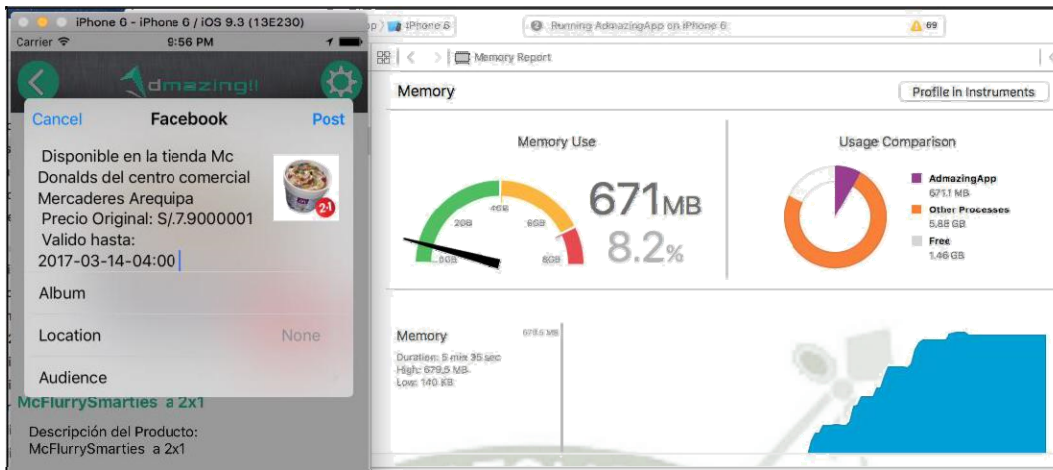 iPhone 6 - iPhone 6 / iOS 9.3 (13E230)
Carrier 9:56 PM
dmazing!!
Cancel Facebook Post
Disponible en la tienda Mc
Donalds del centro comercial
Mercaderes Arequipa
Precio Original: S/.7.9000001
Valido hasta:
2017-03-14-04:00
2x1
Album
Location None
Audience
McFlurrySmarties a 2x1
Descripción del Producto:
McFlurrySmarties a 2x1
iPhone 6
2 Running AdmazingApp on iPhone 6
69
Memory Report
Memory
Profile in Instruments
Memory Use
0GB
2GB
4GB
6GB
8GB
671MB
8.2%
Usage Comparison
AdmazingApp
671.1 MB
Other Processes
5.88 GB
Free
1.46 GB
Memory
Duration: 5 min 35 sec
High: 679.5 MB
Low: 140 KB
679.5 MB